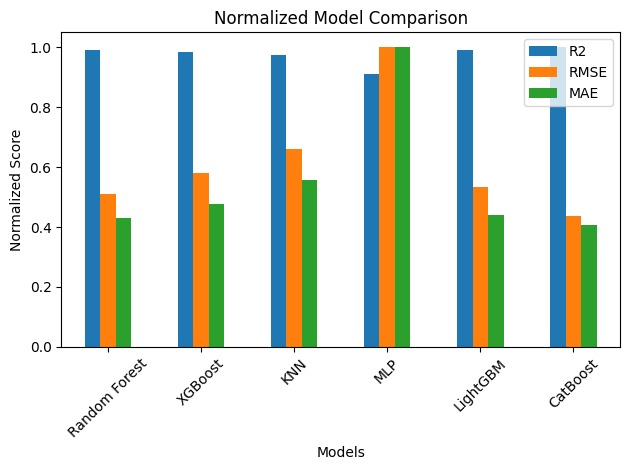 Normalized Model Comparison
R2
RMSE
MAE
Normalized Score
1.0
0.8
0.6
0.4
0.2
0.0
Random Forest
XGBoost
KNN
MLP
LightGBM
CatBoost
Models